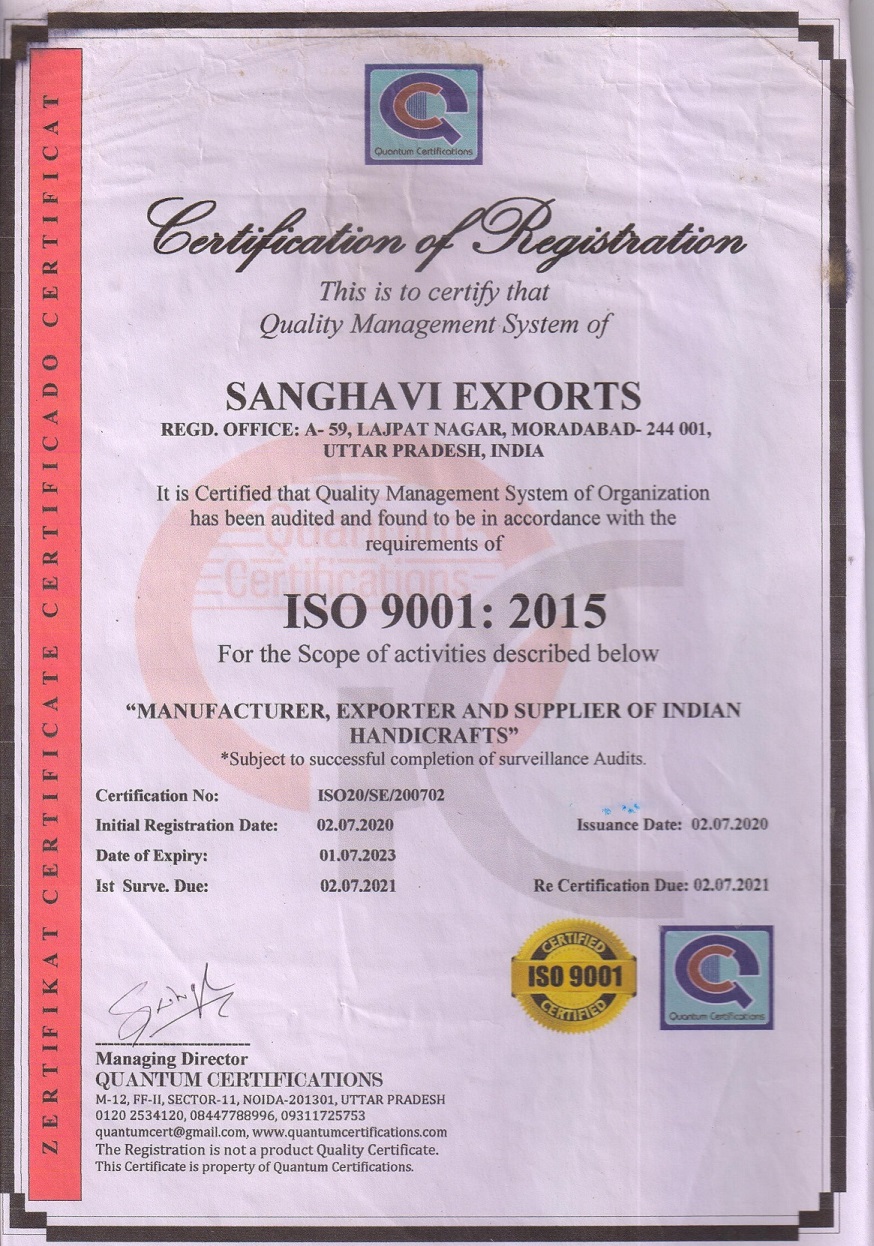 Quantum Certifications
Certification of Registration
This is to certify that
Quality Management System of
SANGHAVI EXPORTS
REGD. OFFICE: A- 59, LAJPAT NAGAR, MORADABAD- 244 001,
UTTAR PRADESH, INDIA
It is Certified that Quality Management System of Organization
has been audited and found to be in accordance with the
requirements of
Quantum
Certifications
ISO 9001: 2015
For the Scope of activities described below
“MANUFACTURER, EXPORTER AND SUPPLIER OF INDIAN
HANDICRAFTS”
*Subject to successful completion of surveillance Audits.
Certification No: ISO20/SE/200702
Initial Registration Date: 02.07.2020 Issuance Date: 02.07.2020
Date of Expiry: 01.07.2023
Ist Surve. Due: 02.07.2021 Re Certification Due: 02.07.2021
CERTIFIED
ISO 9001
CERTIFIED
Quantum Certifications
Managing Director
QUANTUM CERTIFICATIONS
M-12, FF-II, SECTOR-11, NOIDA-201301, UTTAR PRADESH
0120 2534120, 08447788996, 09311725753
quantumcert@gmail.com, www.quantumcertifications.com
The Registration is not a product Quality Certificate.
This Certificate is property of Quantum Certifications.
ZERTIFIKAT CERTIFICATE CERTIFICATE CERTIFICADO CERTIFICAT